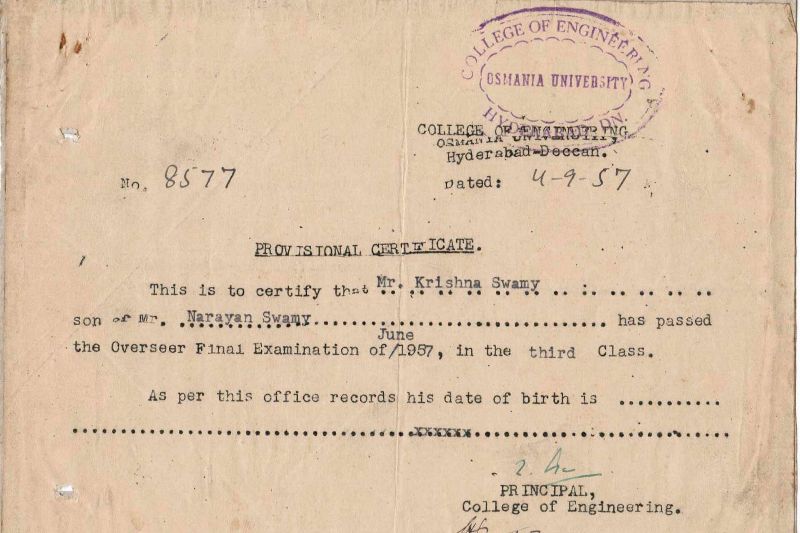 COLLEGE OF ENGINEERING
OSMANIA UNIVERSITY
HYDERABAD DN.
COLLEGE OF ENGINEERING
OSMANIA UNIVERSITY,
Hyderabad-Deccan.
No. 8577
Dated: 4-9-57
PROVISIONAL CERTIFICATE.
This is to certify that Mr. Krishna Swamy
son of Mr. Narayan Swamy has passed
the Overseer Final Examination of/June 1957, in the third Class.
As per this office records his date of birth is ...........
xxxxxx
PRINCIPAL,
College of Engineering.